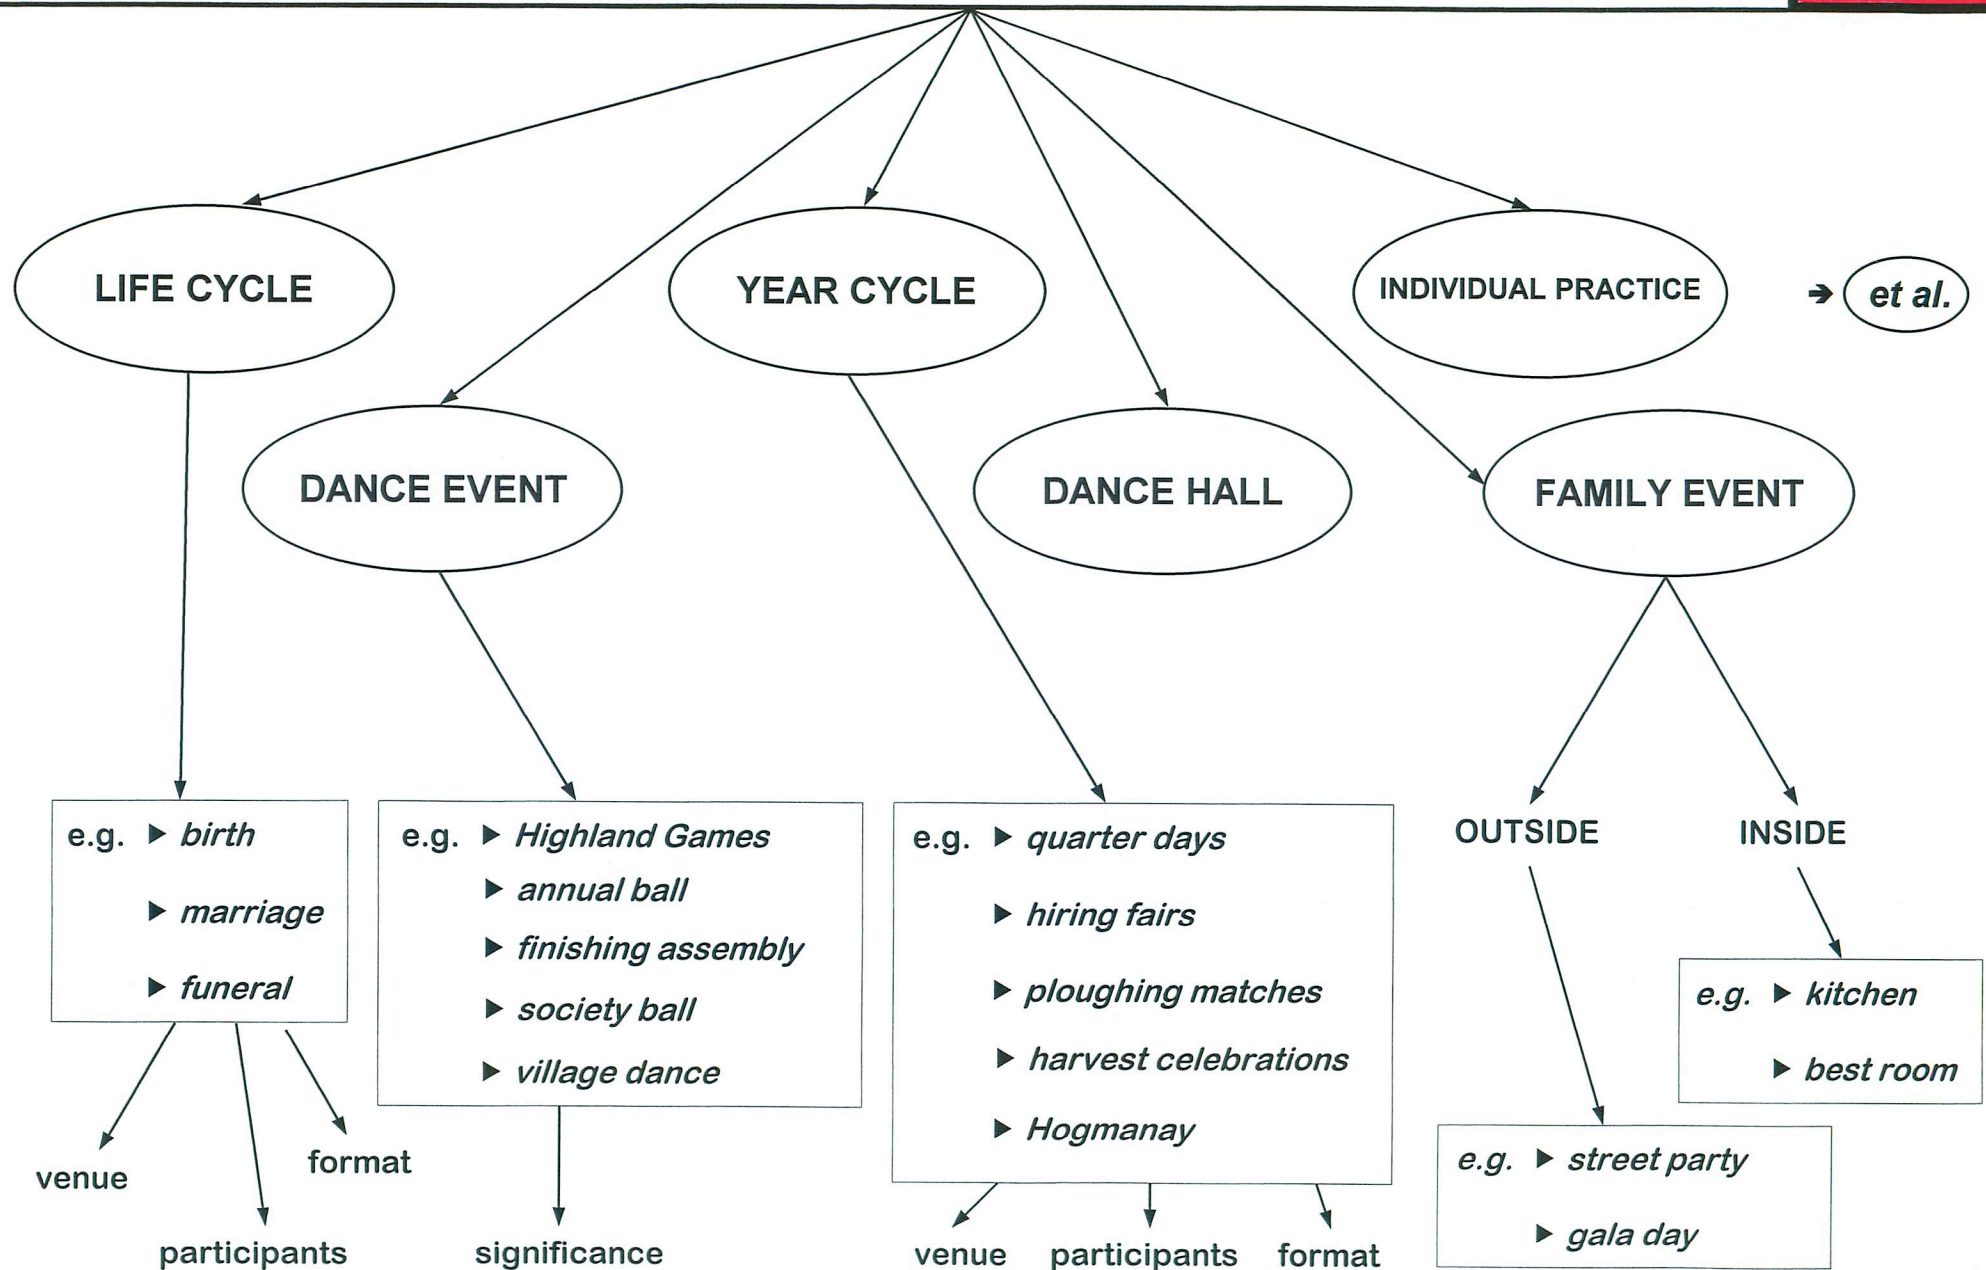 LIFE CYCLE
YEAR CYCLE
INDIVIDUAL PRACTICE
➔ et al.
DANCE EVENT
DANCE HALL
FAMILY EVENT
OUTSIDE
INSIDE
e.g. ▶ birth
▶ marriage
▶ funeral
venue
participants
format
e.g. ▶ Highland Games
▶ annual ball
▶ finishing assembly
▶ society ball
▶ village dance
significance
e.g. ▶ quarter days
▶ hiring fairs
▶ ploughing matches
▶ harvest celebrations
▶ Hogmanay
venue
participants
format
e.g. ▶ kitchen
▶ best room
e.g. ▶ street party
▶ gala day